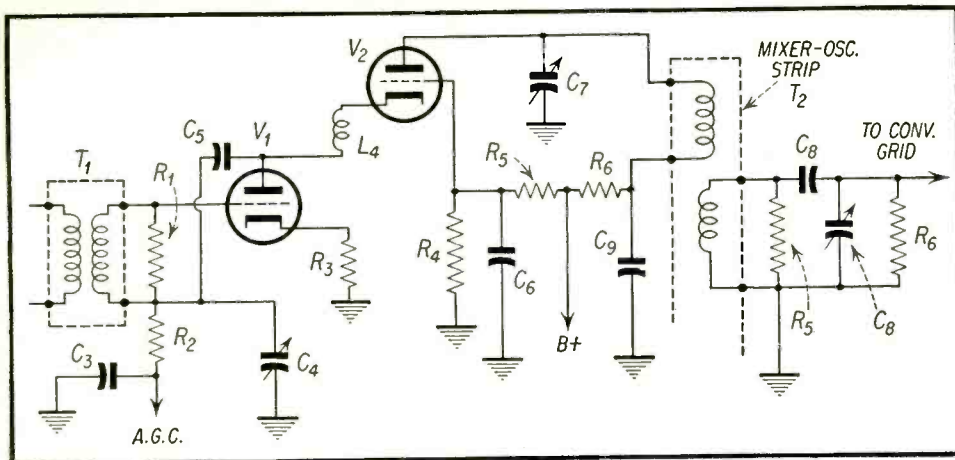 V2
MIXER-OSC.
STRIP
T2
C7
TO CONV.
GRID
C5
V1
L4
T1
R1
R5
R6
C8
R3
R4
C6
C9
R6
R2
C3
C4
R5
C8
B+
A.G.C.